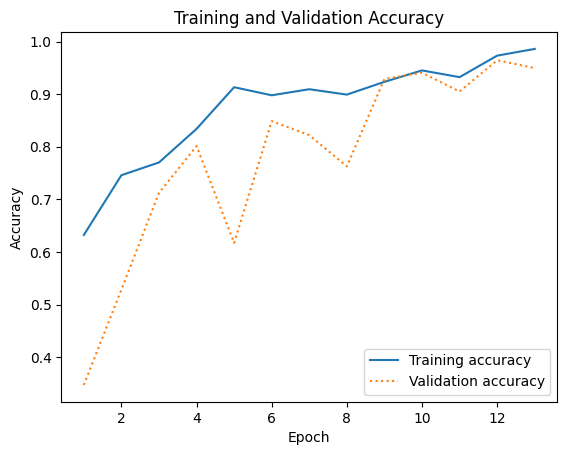 Training and Validation Accuracy
1.0
0.9
0.8
0.7
0.6
0.5
0.4
Accuracy
2 4 6 8 10 12
Epoch
Training accuracy
Validation accuracy